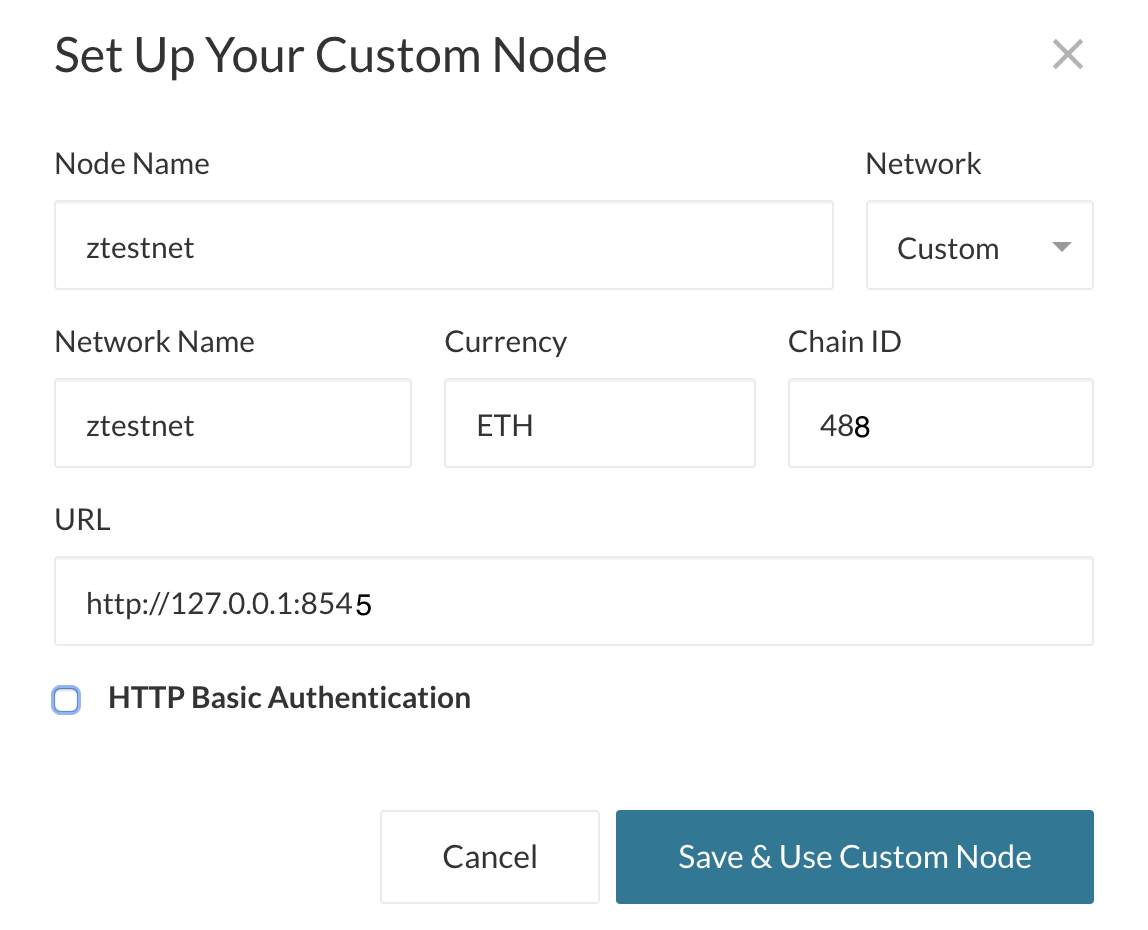 Set Up Your Custom Node
Node Name
Network
ztestnet
Custom
Network Name
Currency
Chain ID
ztestnet
ETH
488
URL
http://127.0.0.1:8545
HTTP Basic Authentication
Cancel
Save & Use Custom Node